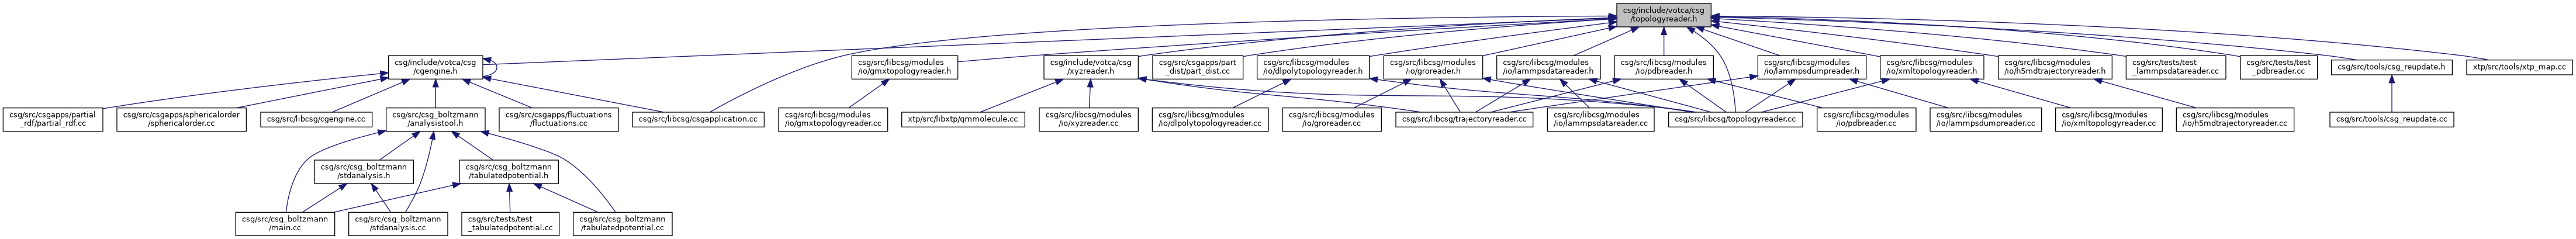 csg/include/votca/csg
/topologyreader.h
csg/include/votca/csg
/cgengine.h
csg/src/libcsg/modules
/io/gmxtopologyreader.h
csg/include/votca/csg
/xyzreader.h
csg/src/csgapps/part
_dist/part_dist.cc
csg/src/libcsg/modules
/io/dlpolytopologyreader.h
csg/src/libcsg/modules
/io/groreader.h
csg/src/libcsg/modules
/io/lammpsdatareader.h
csg/src/libcsg/modules
/io/pdbreader.h
csg/src/libcsg/modules
/io/lammpsdumpreader.h
csg/src/libcsg/modules
/io/xmltopologyreader.h
csg/src/libcsg/modules
/io/h5mdtrajectoryreader.h
csg/src/tests/test
_lammpsdatareader.cc
csg/src/tests/test
_pdbreader.cc
csg/src/tools/csg_reupdate.h
xtp/src/tools/xtp_map.cc
csg/src/csgapps/partial
_rdf/partial_rdf.cc
csg/src/csgapps/sphericalorder
/sphericalorder.cc
csg/src/libcsg/cgengine.cc
csg/src/csg_boltzmann
/analysistool.h
csg/src/csgapps/fluctuations
/fluctuations.cc
csg/src/libcsg/csgapplication.cc
csg/src/libcsg/modules
/io/gmxtopologyreader.cc
xtp/src/libxtp/qmmolecule.cc
csg/src/libcsg/modules
/io/xyzreader.cc
csg/src/libcsg/modules
/io/dlpolytopologyreader.cc
csg/src/libcsg/modules
/io/groreader.cc
csg/src/libcsg/trajectoryreader.cc
csg/src/libcsg/modules
/io/lammpsdatareader.cc
csg/src/libcsg/topologyreader.cc
csg/src/libcsg/modules
/io/pdbreader.cc
csg/src/libcsg/modules
/io/lammpsdumpreader.cc
csg/src/libcsg/modules
/io/xmltopologyreader.cc
csg/src/libcsg/modules
/io/h5mdtrajectoryreader.cc
csg/src/tools/csg_reupdate.cc
csg/src/csg_boltzmann
/stdanalysis.h
csg/src/csg_boltzmann
/tabulatedpotential.h
csg/src/csg_boltzmann
/main.cc
csg/src/csg_boltzmann
/stdanalysis.cc
csg/src/tests/test
_tabulatedpotential.cc
csg/src/csg_boltzmann
/tabulatedpotential.cc